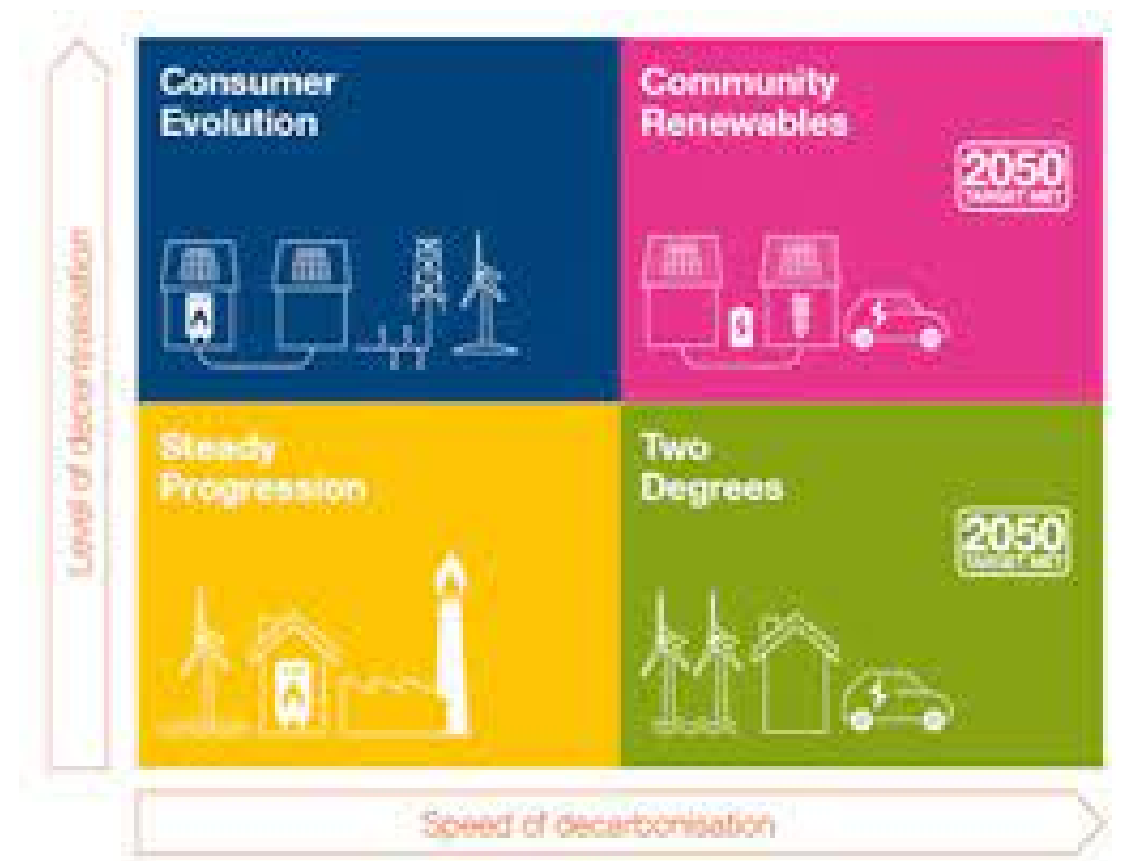 Consumer
Evolution
Community
Renewables
2050
TARGET MET
Level of decentralisation
Steady
Progression
Two
Degrees
2050
TARGET MET
Speed of decarbonisation